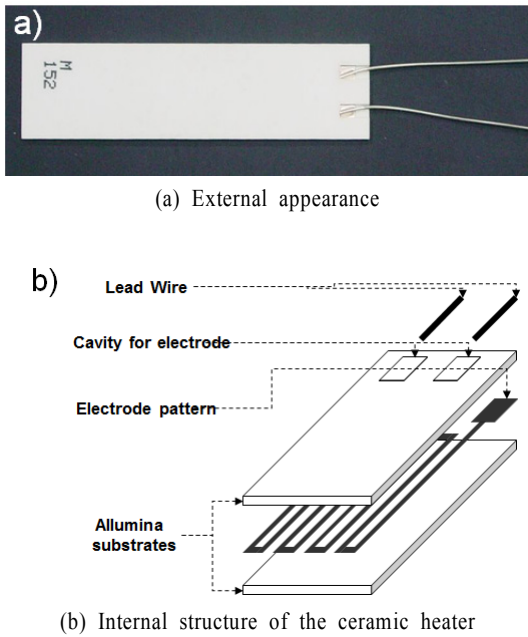 a)
M
152
(a) External appearance
b)
Lead Wire
Cavity for electrode
Electrode pattern
Allumina
substrates
(b) Internal structure of the ceramic heater